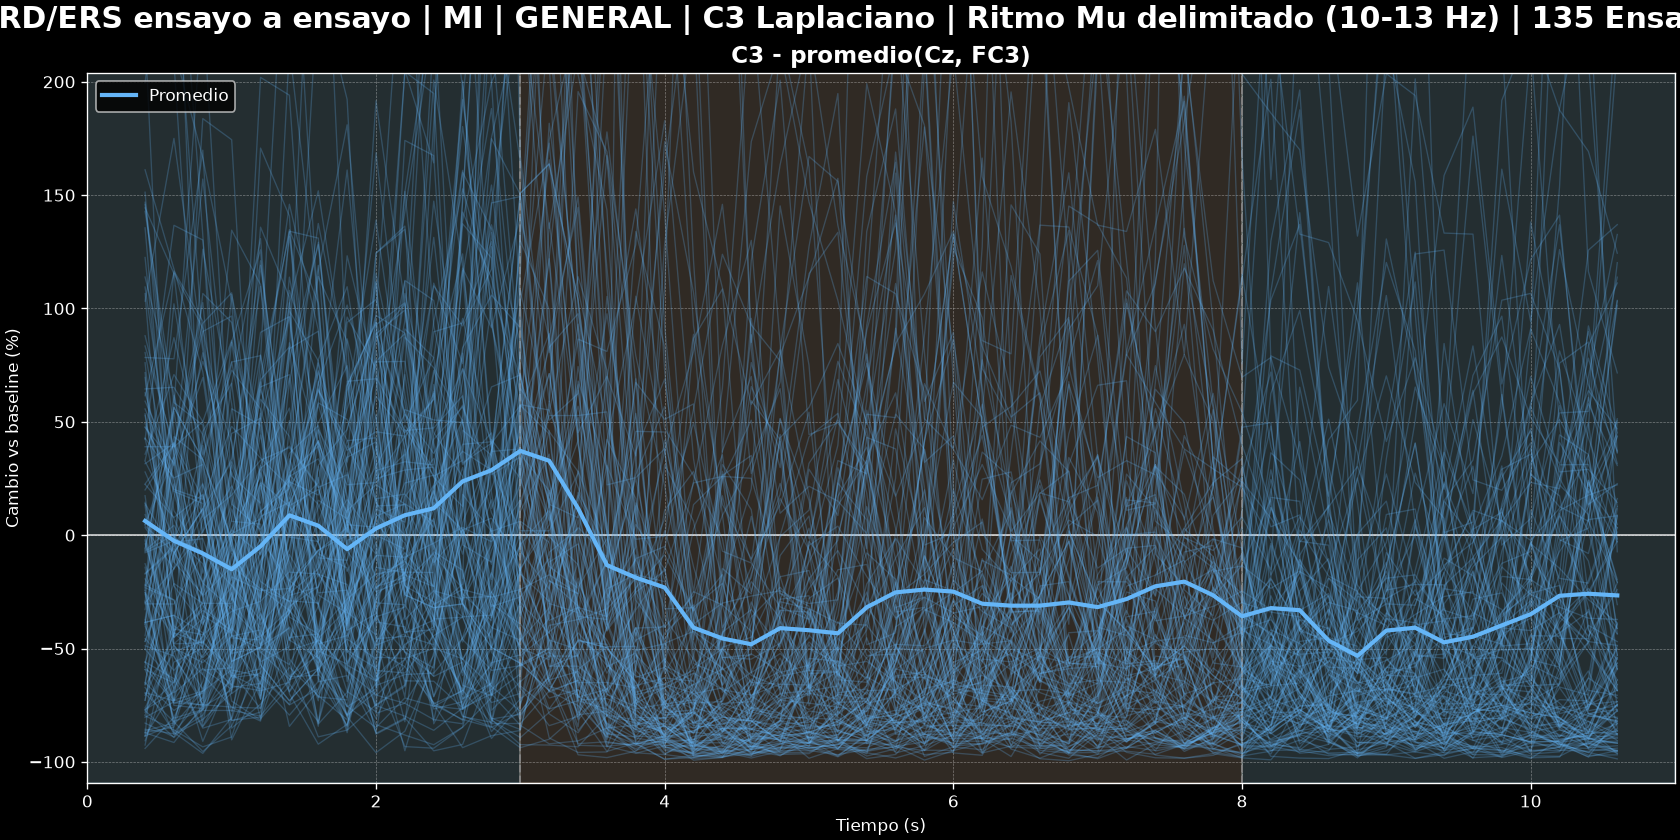 RD/ERS ensayo a ensayo | MI | GENERAL | C3 Laplaciano | Ritmo Mu delimitado (10-13 Hz) | 135 Ensa
C3 - promedio(Cz, FC3)
Promedio
200
150
100
50
0
−50
−100
Cambio vs baseline (%)
0
2
4
6
8
10
Tiempo (s)